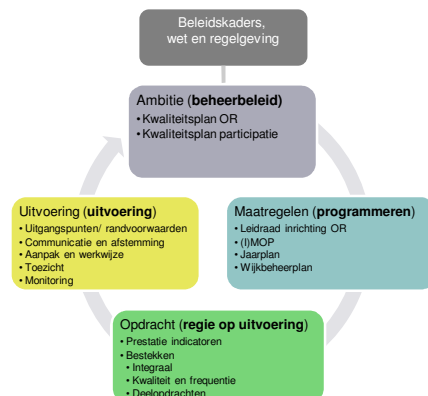 Beleidskaders,
wet en regelgeving
Ambitie (beheerbeleid)
• Kwaliteitsplan OR
• Kwaliteitsplan participatie
Maatregelen (programmeren)
• Leidraad inrichting OR
• (I)MOP
• Jaarplan
• Wijkbeheerplan
Opdracht (regie op uitvoering)
• Prestatie indicatoren
• Bestekken
• Integraal
• Kwaliteit en frequentie
• Deelopdrachten
Uitvoering (uitvoering)
• Uitgangspunten/ randvoorwaarden
• Communicatie en afstemming
• Aanpak en werkwijze
• Toezicht
• Monitoring